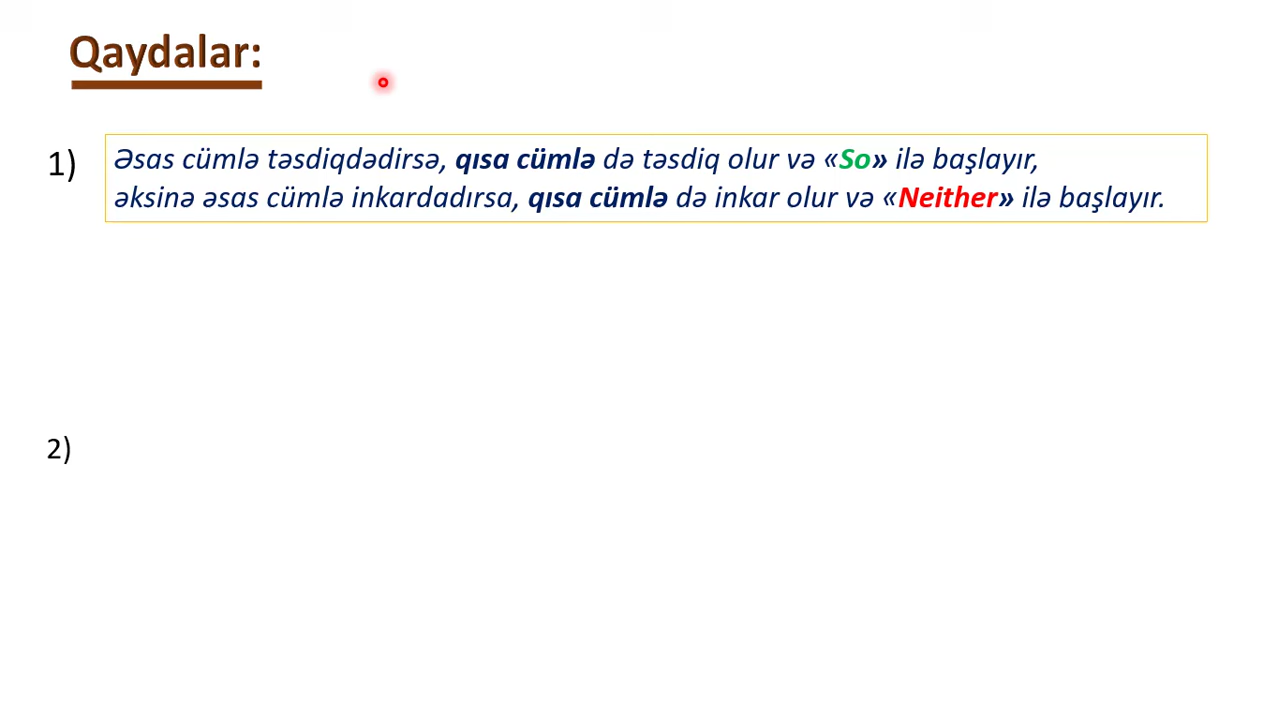 Qaydalar:
1) Əsas cümlə təsdiqdədirsə, qısa cümlə də təsdiq olur və «So» ilə başlayır,
əksinə əsas cümlə inkardadırsa, qısa cümlə də inkar olur və «Neither» ilə başlayır.
2)